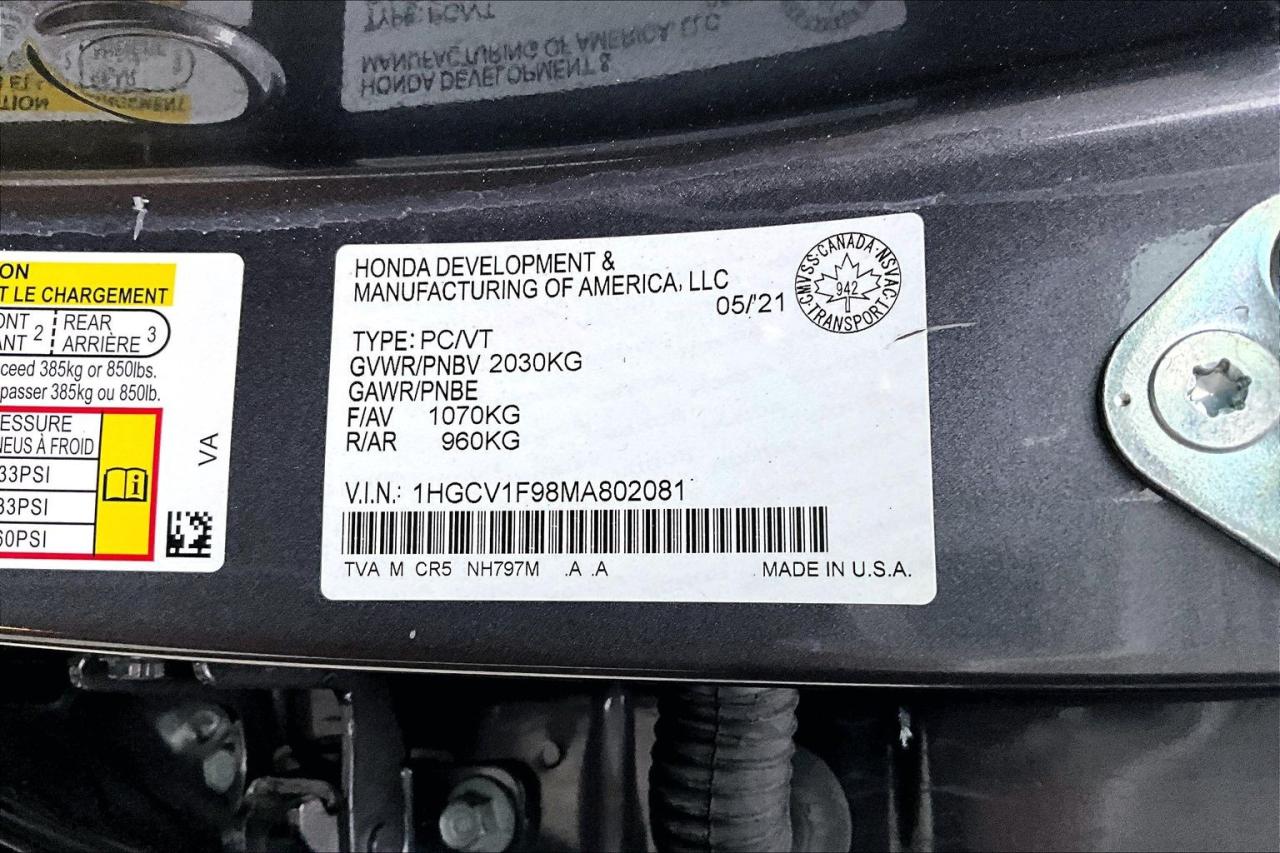 ON
T LE CHARGEMENT
ONT 2 REAR 3
ANT ARRIÈRE
ceed 385kg or 850lbs.
passer 385kg ou 850lb.
ESSURE
NEUS À FROID
33PSI
33PSI
60PSI
VA
HONDA DEVELOPMENT &
MANUFACTURING OF AMERICA, LLC
05/'21
CMVSS·CANADA·NSVAC
942
·TRANSPORT·
TYPE: PC/VT
GVWR/PNBV 2030KG
GAWR/PNBE
F/AV 1070KG
R/AR 960KG
V.I.N.: 1HGCV1F98MA802081
TVA M CR5 NH797M .A .A MADE IN U.S.A.
HONDA DEVELOPMENT &
MANUFACTURING OF AMERICA, LLC
TYPE: PC/VT